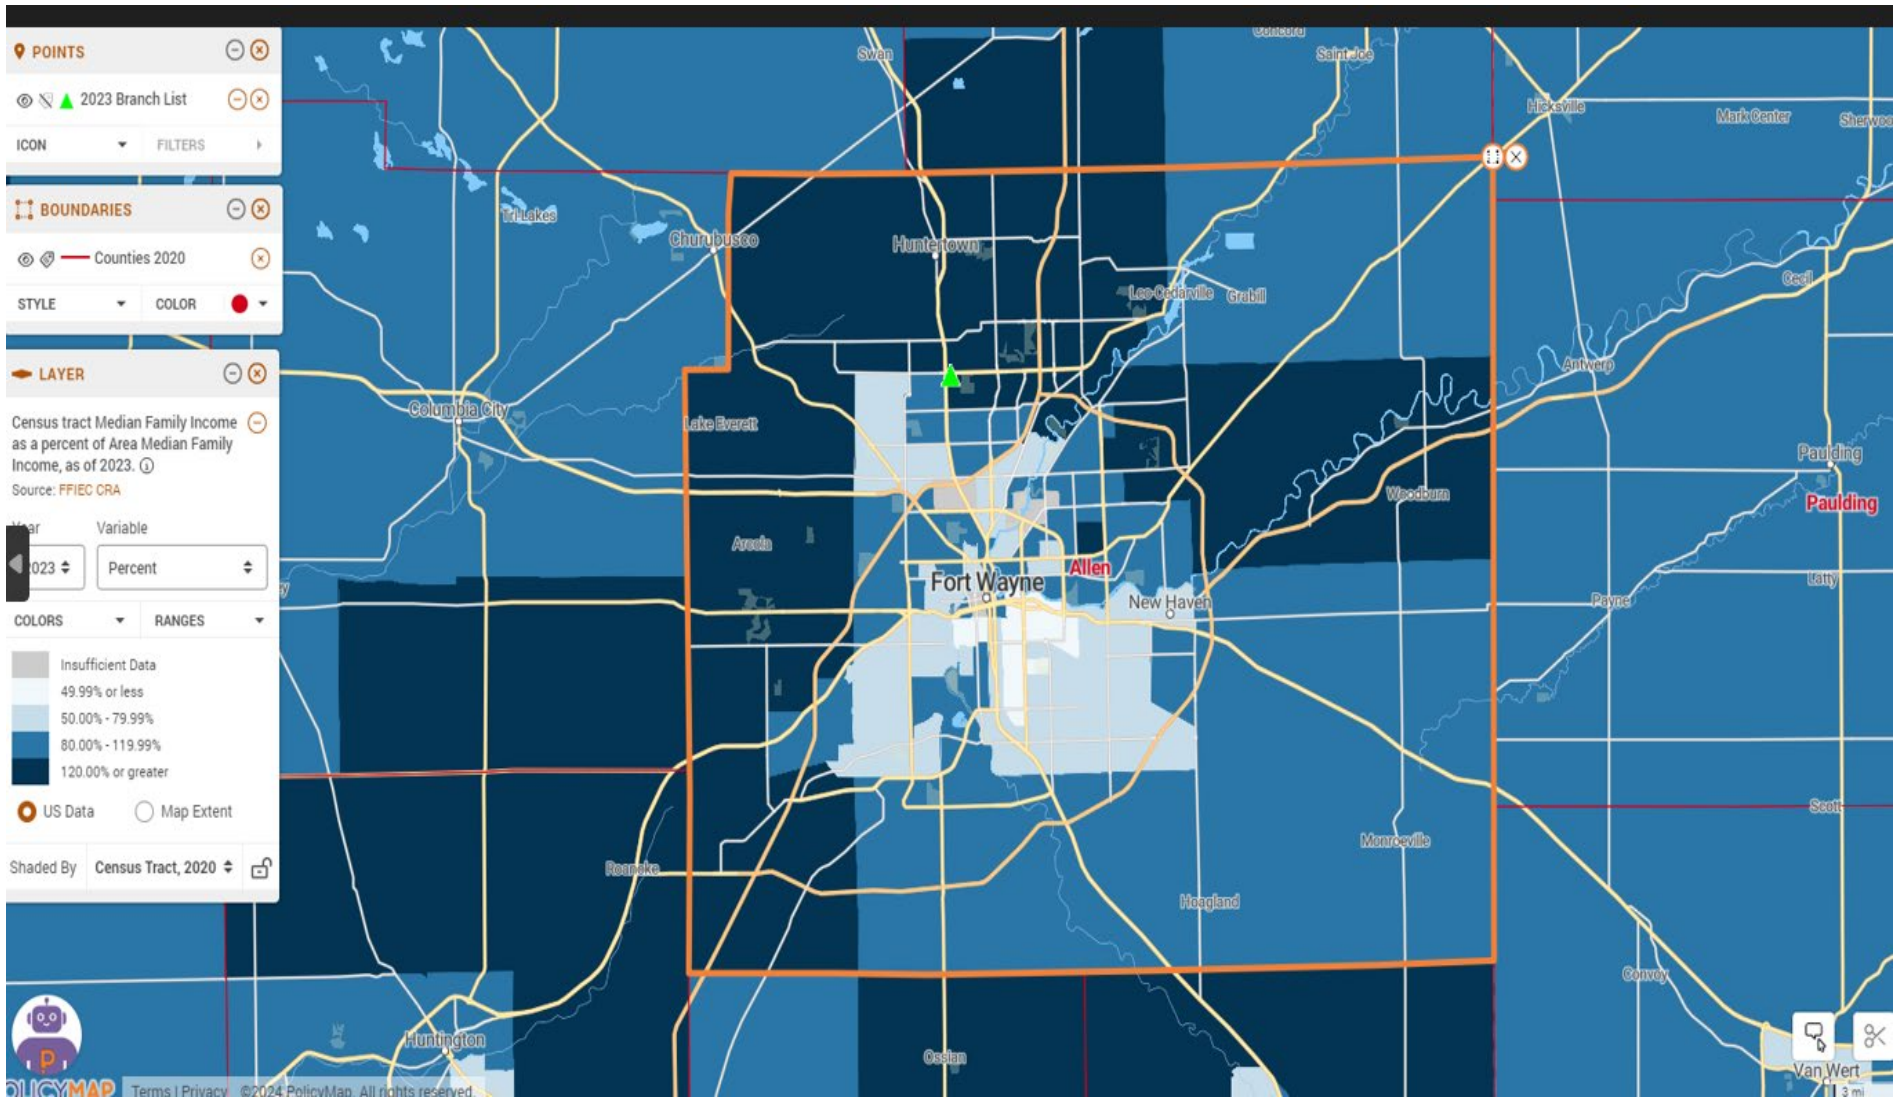 POINTS
2023 Branch List
ICON
FILTERS
BOUNDARIES
Counties 2020
STYLE
COLOR
LAYER
Census tract Median Family Income
as a percent of Area Median Family
Income, as of 2023.
Source: FFIEC CRA
Variable
2023
Percent
COLORS
RANGES
Insufficient Data
49.99% or less
50.00% - 79.99%
80.00% - 119.99%
120.00% or greater
US Data
Map Extent
Shaded By
Census Tract, 2020
Swan
Concord
Saint Joe
Hicksville
Mark Center
Tri-Lakes
Churubusco
Huntertown
Leo-Cedarville
Grabill
Cecil
Antwerp
Columbia City
Lake Everett
Paulding
Woodburn
Paulding
Arcola
Allen
Fort Wayne
New Haven
Latty
Payne
Scott
Monroeville
Roanoke
Hoagland
Convoy
Huntington
Ossian
Van Wert
3 mi
P
POLICYMAP
Terms | Privacy
©2024 PolicyMap. All rights reserved.